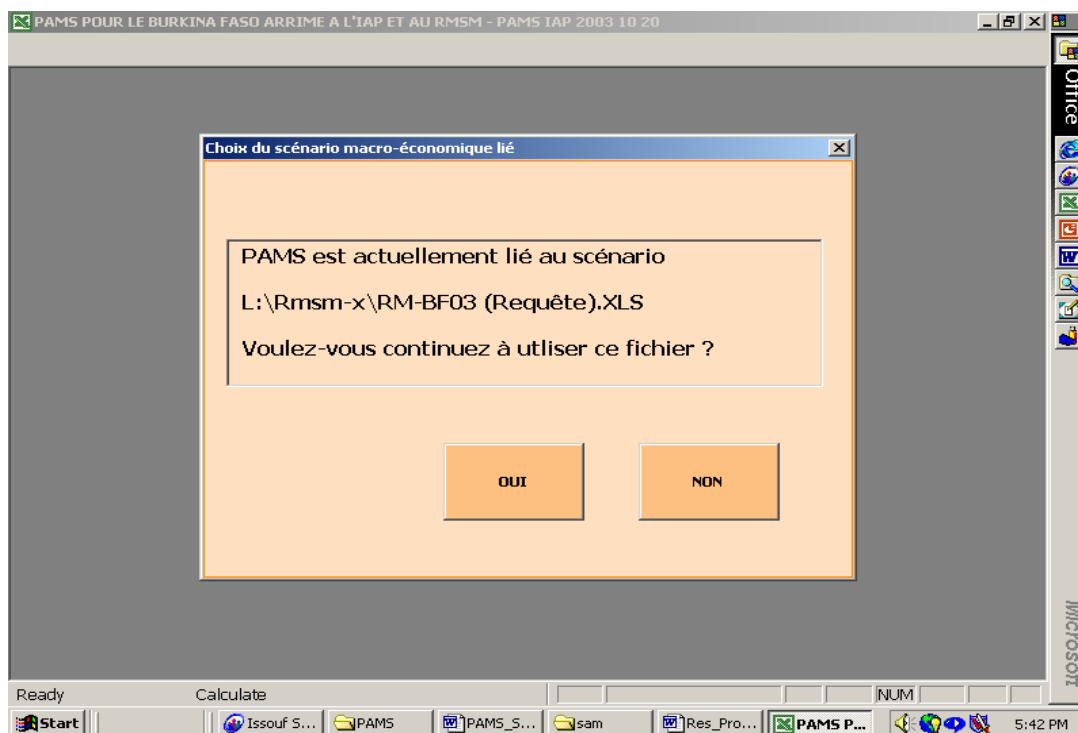 PAMS POUR LE BURKINA FASO ARRIME A L'IAP ET AU RMSM - PAMS IAP 2003 10 20
Office
Choix du scénario macro-économique lié
PAMS est actuellement lié au scénario
L:\Rmsm-x\RM-BF03 (Requête).XLS
Voulez-vous continuez à utliser ce fichier ?
OUI
NON
Microsoft
Ready
Calculate
NUM
Start
Issouf S...
PAMS
PAMS_S...
sam
Res_Pro...
PAMS P...
5:42 PM